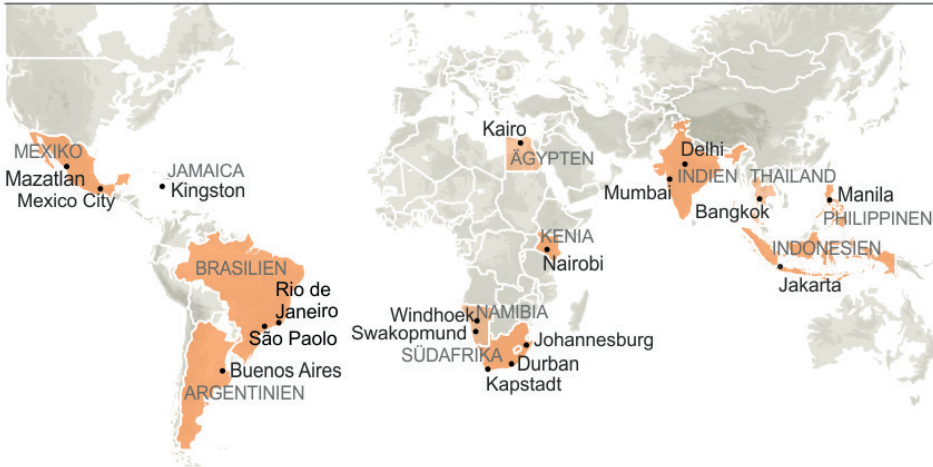 MEXIKO
Mazatlán
Mexico City
JAMAICA
Kingston
BRASILIEN
Rio de
Janeiro
São Paolo
Buenos Aires
ARGENTINIEN
Kairo
ÄGYPTEN
KENIA
Nairobi
Windhoek
NAMIBIA
Swakopmund
SÜDAFRIKA
Johannesburg
Durban
Kapstadt
Delhi
INDIEN
Mumbai
THAILAND
Bangkok
Manila
PHILIPPINEN
INDONESIEN
Jakarta